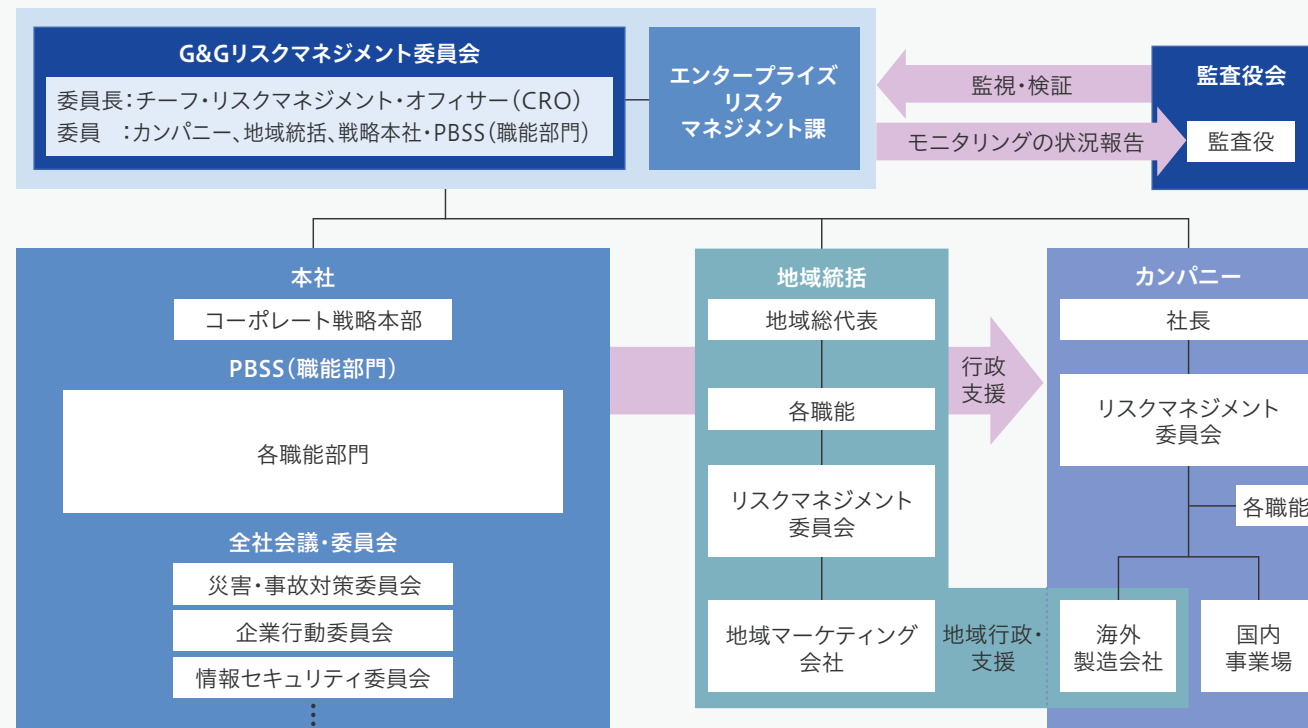 G&Gリスクマネジメント委員会
委員長：チーフ・リスクマネジメント・オフィサー（CRO）
委員　：カンパニー、地域統括、戦略本社・PBSS（職能部門）
エンタープライズ
リスク
マネジメント課
監視・検証
モニタリングの状況報告
監査役会
監査役
本社
コーポレート戦略本部
PBSS（職能部門）
各職能部門
全社会議・委員会
災害・事故対策委員会
企業行動委員会
情報セキュリティ委員会
地域統括
地域総代表
各職能
リスクマネジメント
委員会
地域マーケティング
会社
行政
支援
地域行政・
支援
カンパニー
社長
リスクマネジメント
委員会
各職能
海外
製造会社
国内
事業場